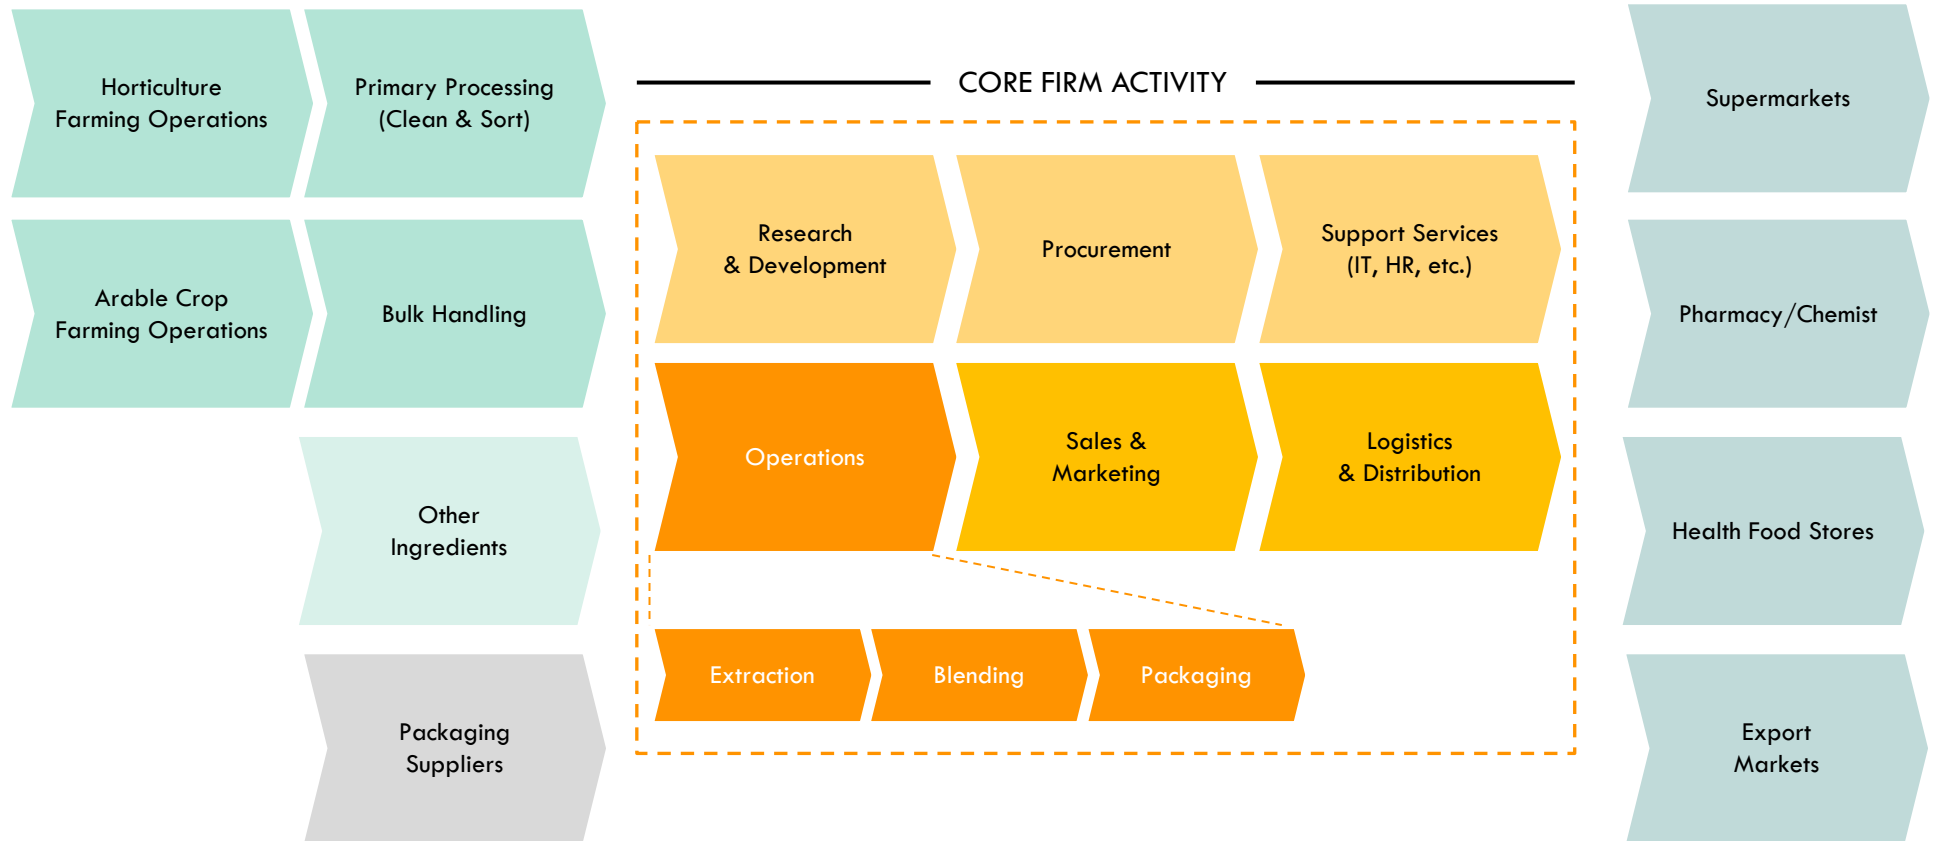 Horticulture
Farming Operations
Primary Processing
(Clean & Sort)
Arable Crop
Farming Operations
Bulk Handling
Other
Ingredients
Packaging
Suppliers
CORE FIRM ACTIVITY
Research
& Development
Procurement
Support Services
(IT, HR, etc.)
Operations
Sales &
Marketing
Logistics
& Distribution
Extraction
Blending
Packaging
Supermarkets
Pharmacy/Chemist
Health Food Stores
Export
Markets